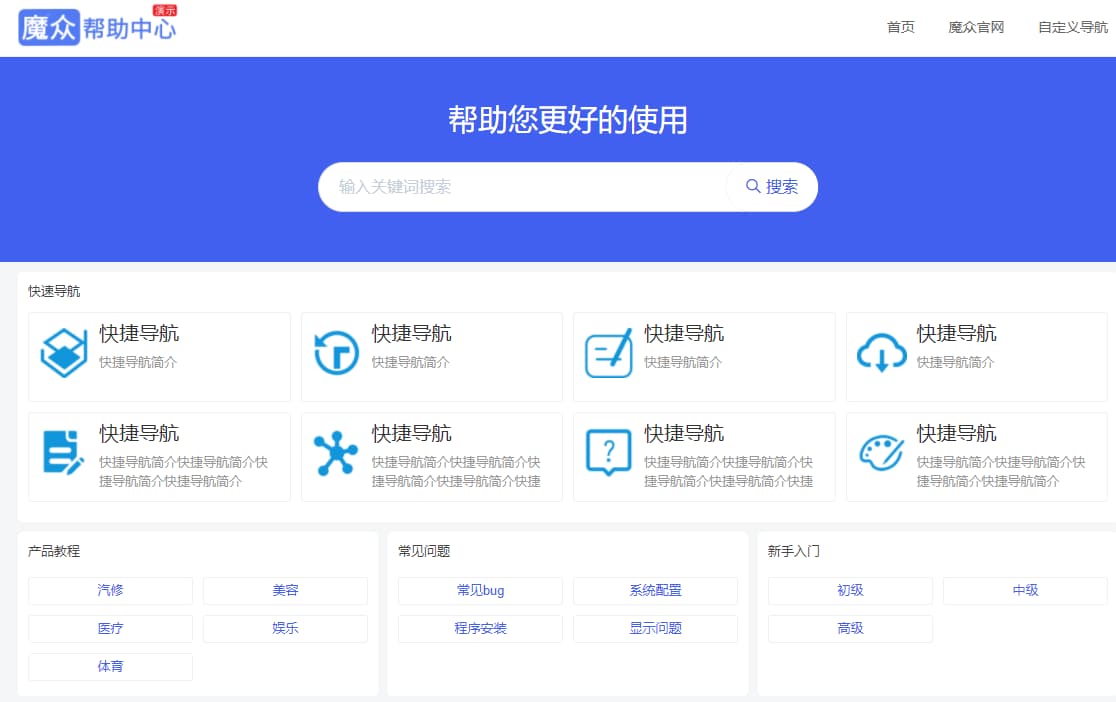 魔众帮助中心 演示
首页 魔众官网 自定义导航
帮助您更好的使用
输入关键词搜索 搜索
快速导航
快捷导航
快捷导航简介
快捷导航
快捷导航简介
快捷导航
快捷导航简介
快捷导航
快捷导航简介
快捷导航
快捷导航简介快捷导航简介快
捷导航简介快捷导航简介
快捷导航
快捷导航简介快捷导航简介快
捷导航简介快捷导航简介快捷
快捷导航
快捷导航简介快捷导航简介快
捷导航简介快捷导航简介快捷
快捷导航
快捷导航简介快捷导航简介快
捷导航简介快捷导航简介
产品教程
汽修 美容
医疗 娱乐
体育
常见问题
常见bug 系统配置
程序安装 显示问题
新手入门
初级 中级
高级